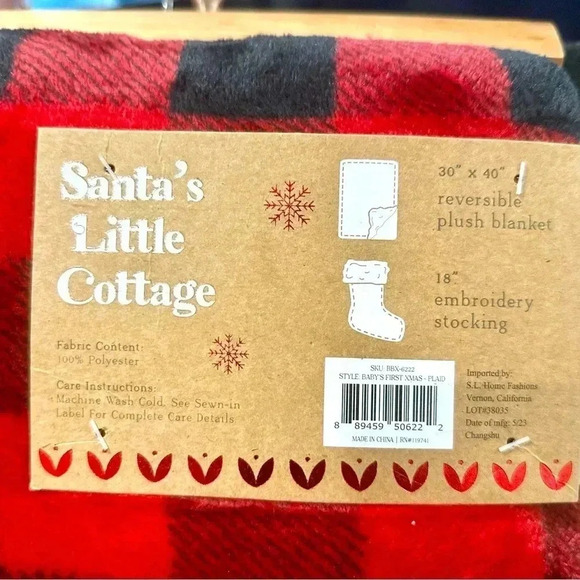 Santa's
Little
Cottage
30" x 40"
reversible
plush blanket
18"
embroidery
stocking
Fabric Content:
100% Polyester
Care Instructions:
Machine Wash Cold. See Sewn-in
Label For Complete Care Details
SKU: BBX-6222
STYLE: BABY'S FIRST XMAS - PLAID
8 89459 50622 2
MADE IN CHINA | RN#119741
Imported by:
S.L. Home Fashions
Vernon, California
LOT#38035
Date of mfg: 5/23
Changshu